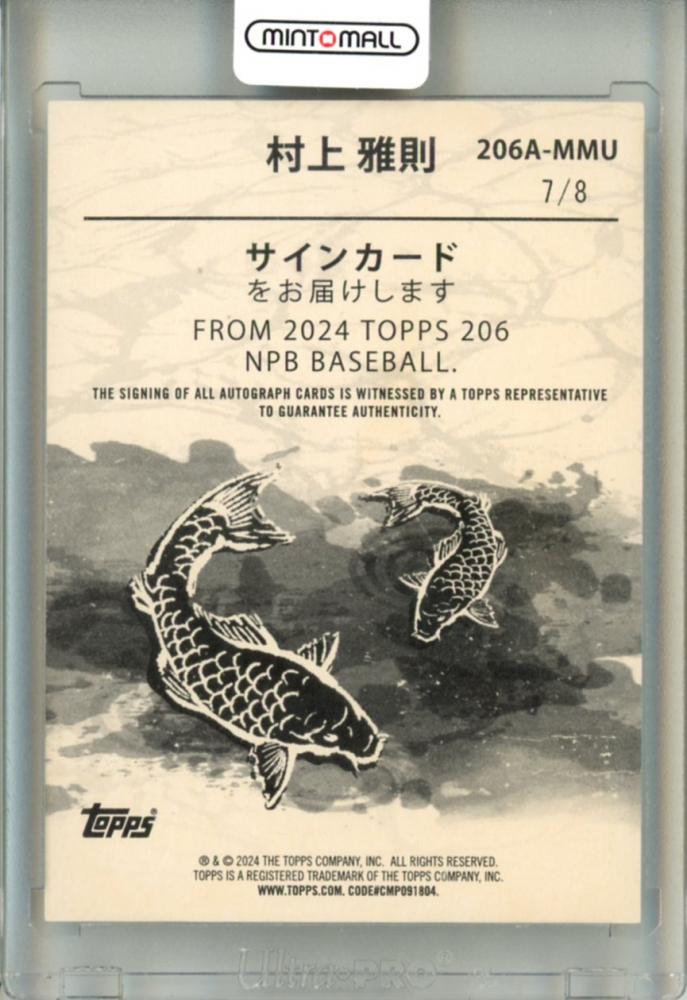 MINTOMALL
村上 雅則 206A-MMU
7/8
サインカード
をお届けします
FROM 2024 TOPPS 206
NPB BASEBALL.
THE SIGNING OF ALL AUTOGRAPH CARDS IS WITNESSED BY A TOPPS REPRESENTATIVE
TO GUARANTEE AUTHENTICITY.
topps®
® & © 2024 THE TOPPS COMPANY, INC. ALL RIGHTS RESERVED.
TOPPS IS A REGISTERED TRADEMARK OF THE TOPPS COMPANY, INC.
WWW.TOPPS.COM. CODE#CMP091804.
Ultra•PRO®